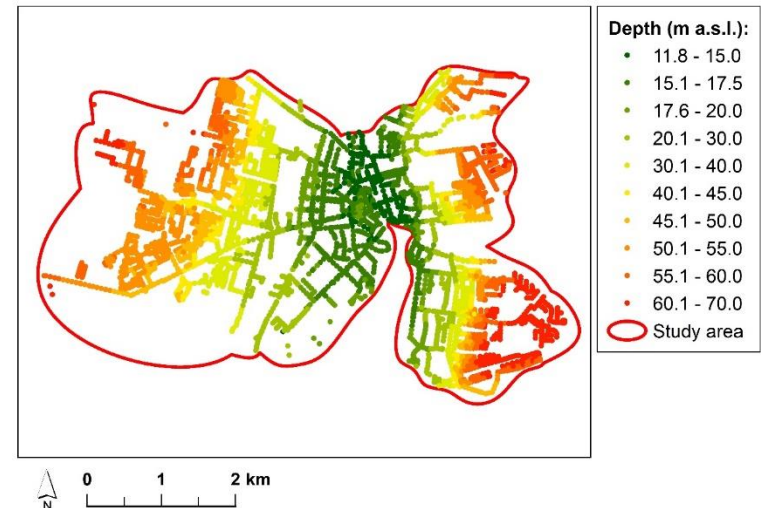 Depth (m a.s.l.):
11.8 - 15.0
15.1 - 17.5
17.6 - 20.0
20.1 - 30.0
30.1 - 40.0
40.1 - 45.0
45.1 - 50.0
50.1 - 55.0
55.1 - 60.0
60.1 - 70.0
Study area
0 1 2 km
N